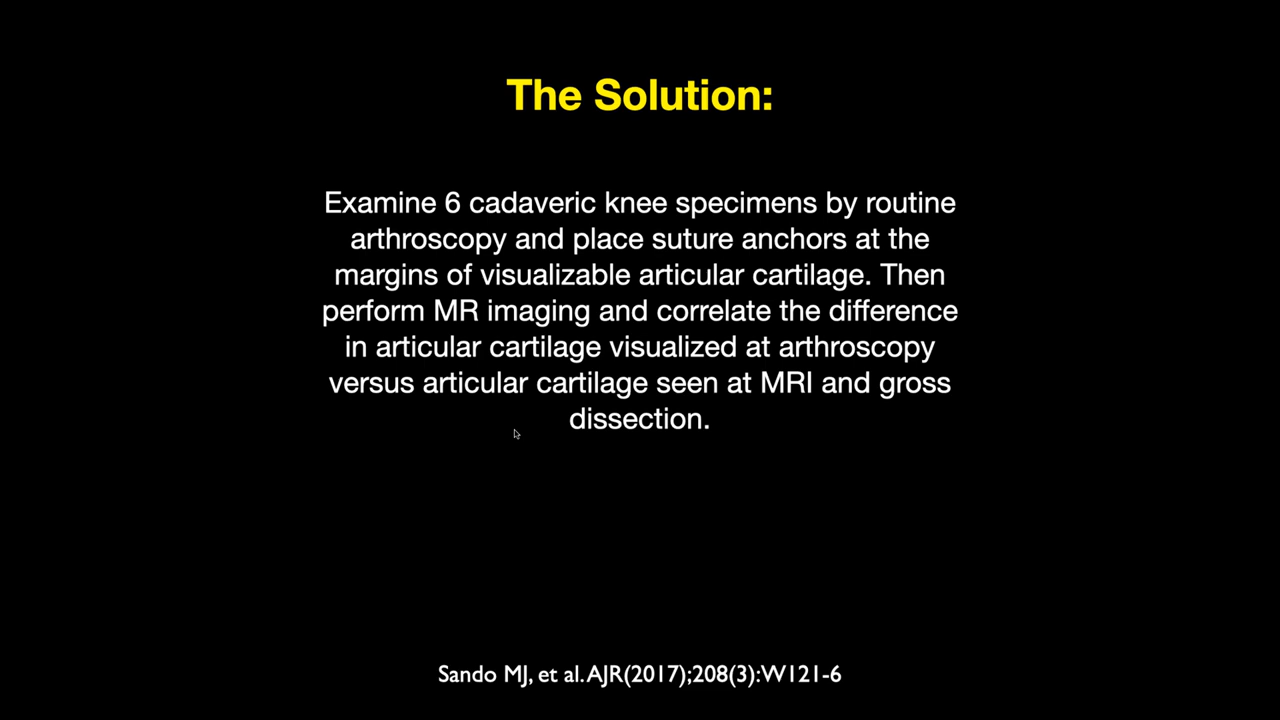 The Solution:
Examine 6 cadaveric knee specimens by routine
arthroscopy and place suture anchors at the
margins of visualizable articular cartilage. Then
perform MR imaging and correlate the difference
in articular cartilage visualized at arthroscopy
versus articular cartilage seen at MRI and gross
dissection.
Sando MJ, et al. AJR(2017);208(3):W121-6